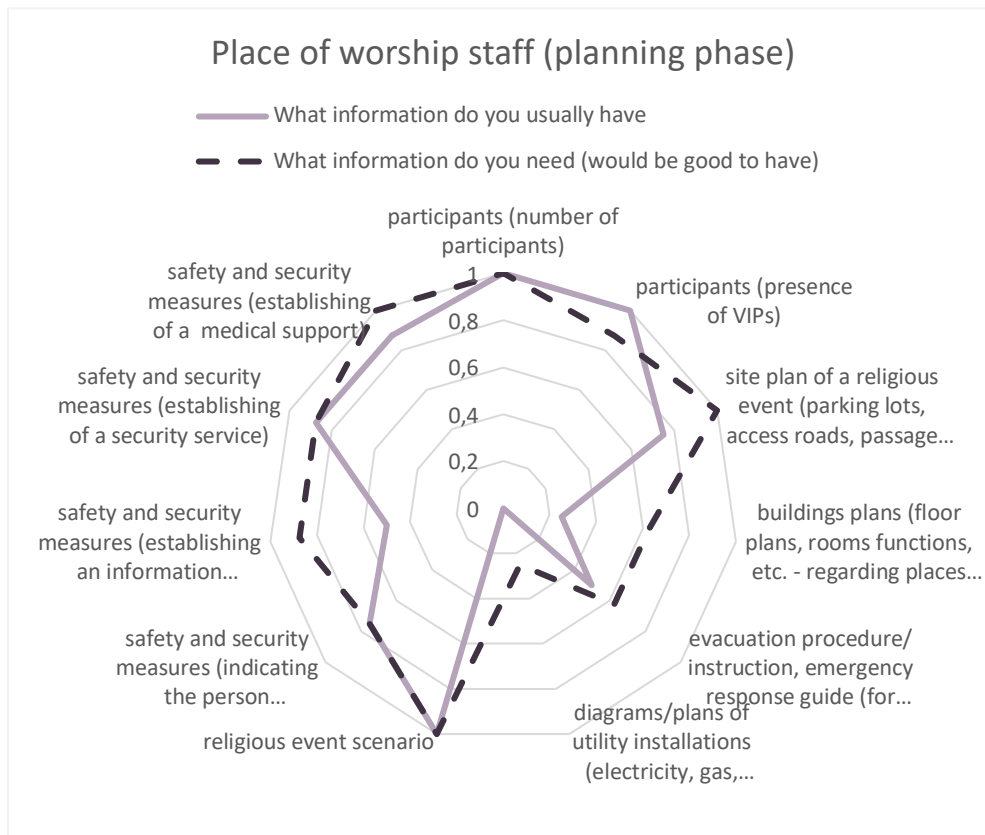 Place of worship staff (planning phase)
What information do you usually have
What information do you need (would be good to have)
participants (number of
participants)
participants (presence
of VIPs)
site plan of a religious
event (parking lots,
access roads, passage…
buildings plans (floor
plans, rooms functions,
etc. - regarding places…
evacuation procedure/
instruction, emergency
response guide (for…
diagrams/plans of
utility installations
(electricity, gas,…
religious event scenario
safety and security
measures (indicating
the person…
safety and security
measures (establishing
an information…
safety and security
measures (establishing
of a security service)
safety and security
measures (establishing
of a  medical support)
1
0,8
0,6
0,4
0,2
0